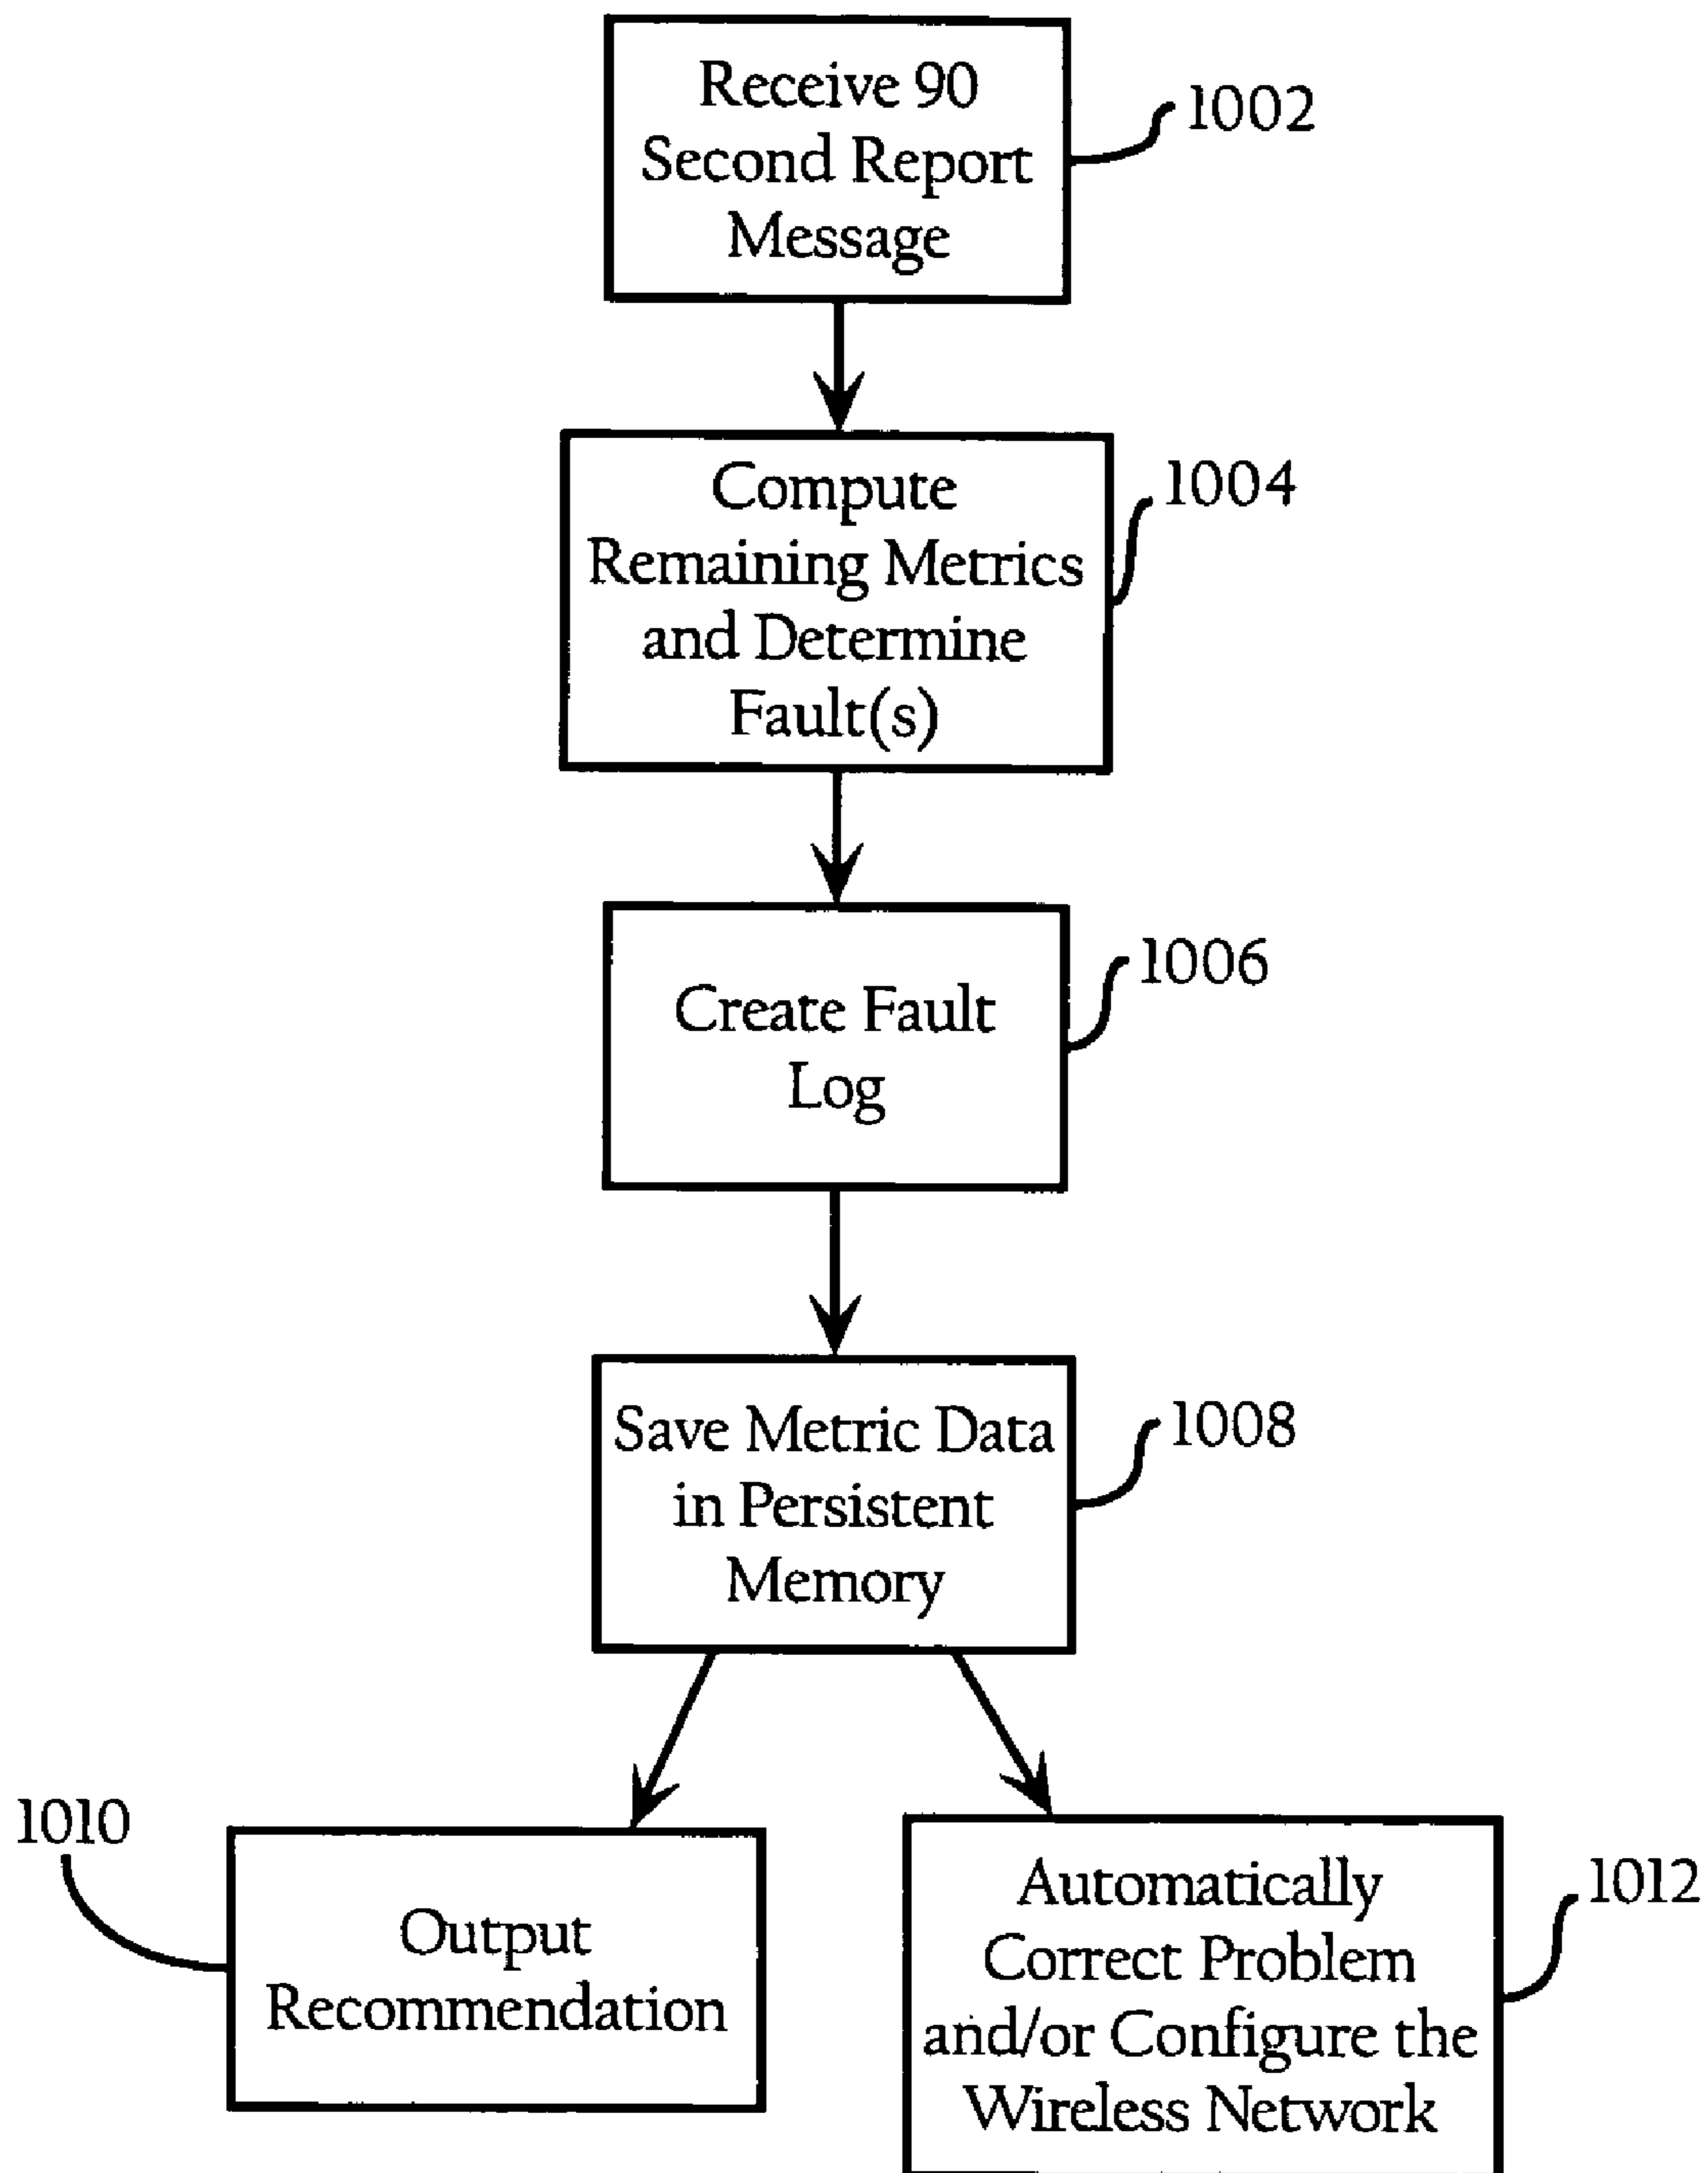 Receive 90
Second Report
Message
1002
Compute
Remaining Metrics
and Determine
Fault(s)
1004
Create Fault
Log
1006
Save Metric Data
in Persistent
Memory
1008
1010
Output
Recommendation
Automatically
Correct Problem
and/or Configure the
Wireless Network
1012